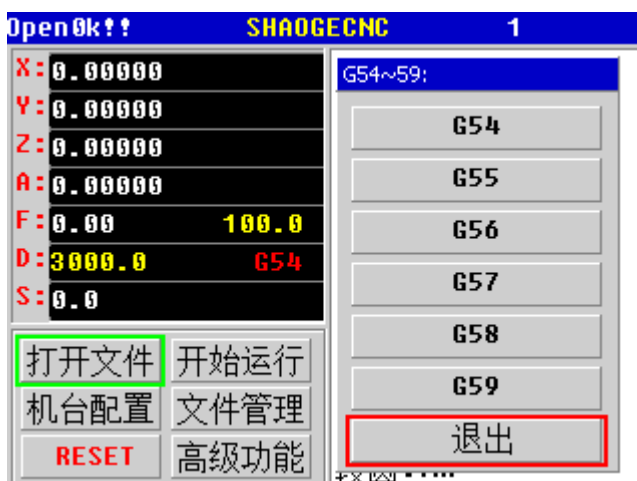 Open Ok!! SHAOGECNC 1
X:0.00000
Y:0.00000
Z:0.00000
A:0.00000
F:0.00 100.0
D:3000.0 G54
S:0.0
打开文件 开始运行
机台配置 文件管理
RESET 高级功能
G54~59:
G54
G55
G56
G57
G58
G59
退出